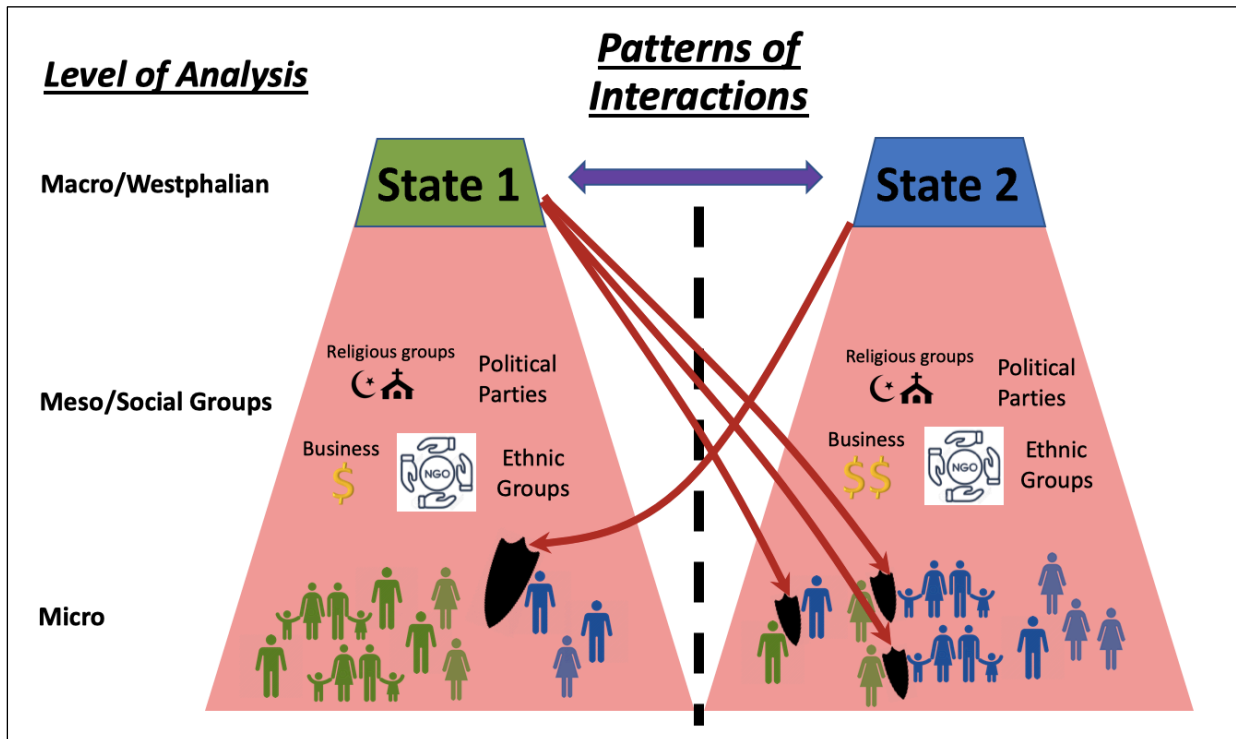 Level of Analysis
Patterns of
Interactions
Macro/Westphalian
State 1
State 2
Meso/Social Groups
Religious groups
Political
Parties
Business
$
NGO
Ethnic
Groups
Religious groups
Political
Parties
Business
$$
NGO
Ethnic
Groups
Micro